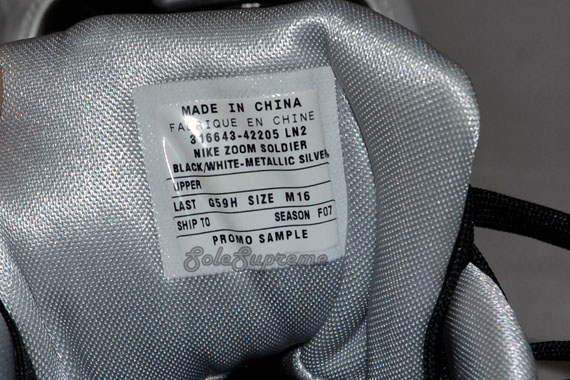 MADE IN CHINA
FABRIQUE EN CHINE
316643-42205 LN2
NIKE ZOOM SOLDIER
BLACK/WHITE-METALLIC SILVER
UPPER
LAST G59H SIZE M16
SHIP TO SEASON F07
PROMO SAMPLE
SoleSupreme